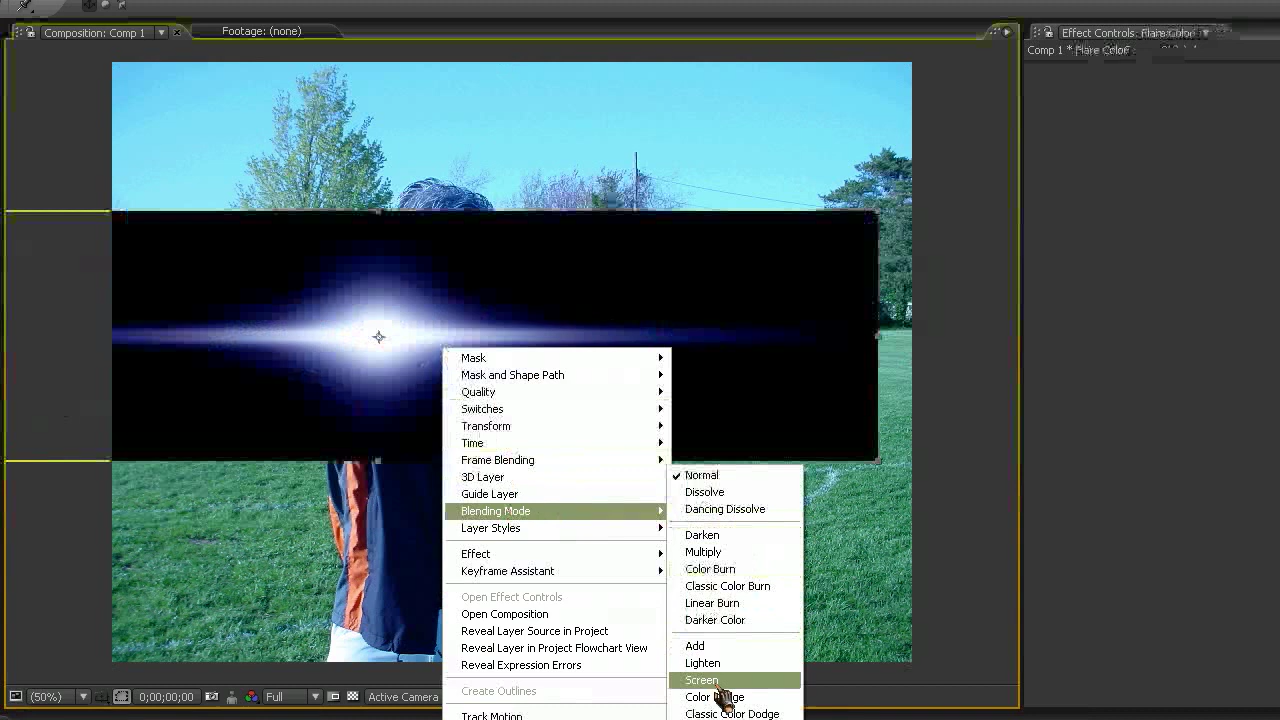 Composition: Comp 1
Footage: (none)
Effect Controls: Flare Color
Comp 1 * Flare Color
Mask
Mask and Shape Path
Quality
Switches
Transform
Time
Frame Blending
3D Layer
Guide Layer
Blending Mode
Layer Styles
Effect
Keyframe Assistant
Open Effect Controls
Open Composition
Reveal Layer Source in Project
Reveal Layer in Project Flowchart View
Reveal Expression Errors
Create Outlines
Track Motion
Normal
Dissolve
Dancing Dissolve
Darken
Multiply
Color Burn
Classic Color Burn
Linear Burn
Darker Color
Add
Lighten
Screen
Color Dodge
Classic Color Dodge
(50%)
0;00;00;00
Full
Active Camera